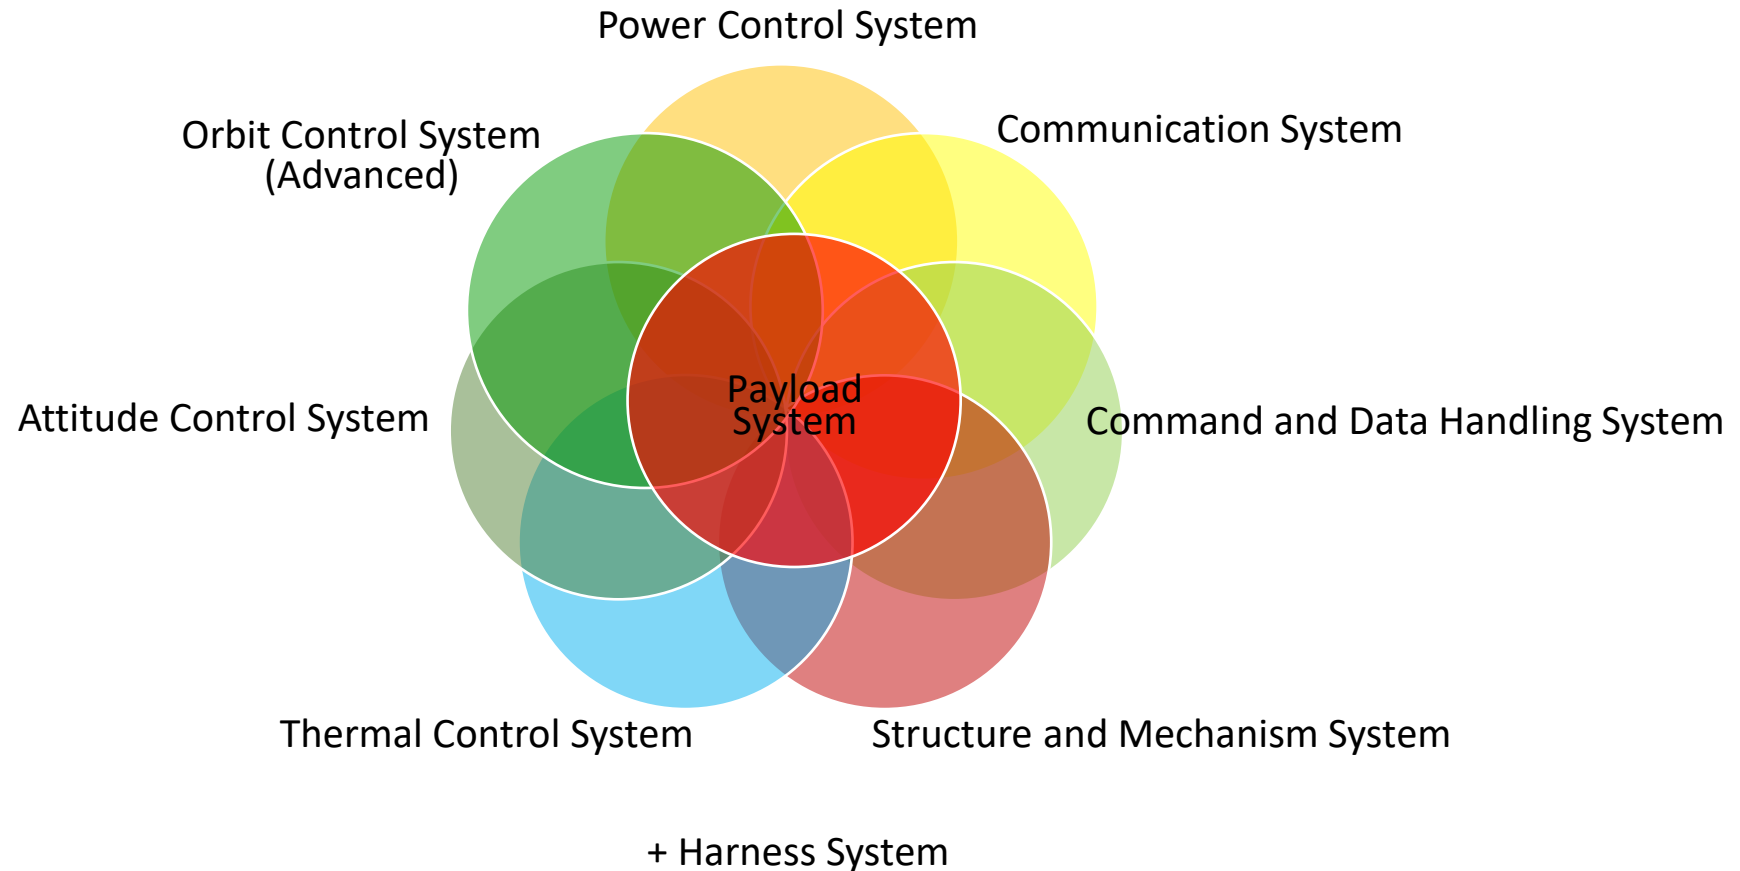 Power Control System
Orbit Control System
(Advanced)
Communication System
Payload
System
Attitude Control System
Command and Data Handling System
Thermal Control System
Structure and Mechanism System
+ Harness System